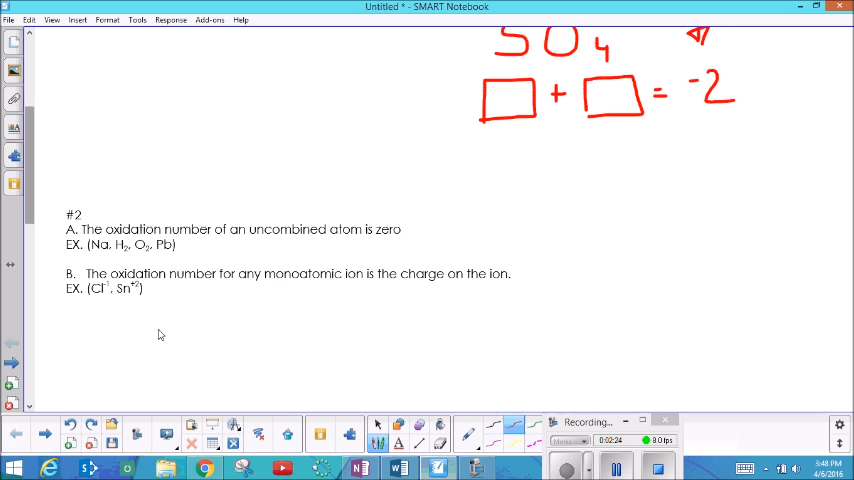 Untitled * - SMART Notebook
File Edit View Insert Format Tools Response Add-ons Help
SO₄
+ = -2
#2
A. The oxidation number of an uncombined atom is zero
EX. (Na, H₂, O₂, Pb)
B. The oxidation number for any monoatomic ion is the charge on the ion.
EX. (Cl⁻¹, Sn⁺²)
Recording...
Menu
0:02:24
8.0 fps
3:48 PM
4/6/2016